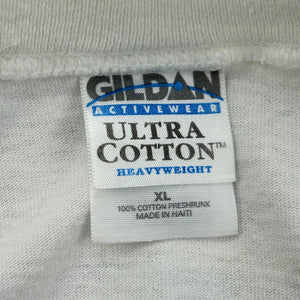 GILDAN
ACTIVEWEAR
ULTRA
COTTON™
HEAVYWEIGHT
XL
100% COTTON PRESHRUNK
MADE IN HAITI